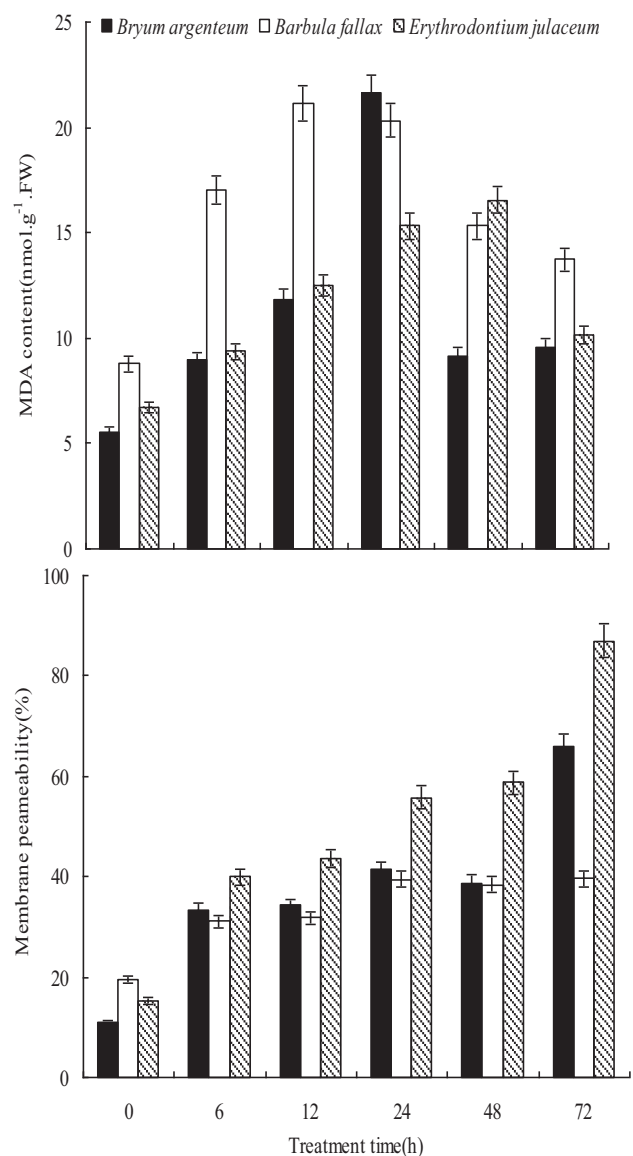 25
Bryum argenteum Barbula fallax Erythrodontium julaceum
20
15
10
5
0
MDA content(nmol.g-1.FW)
100
80
60
40
20
0
Membrane peameability(%)
0 6 12 24 48 72
Treatment time(h)